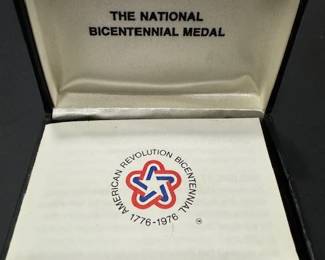 THE NATIONAL
BICENTENNIAL MEDAL
AMERICAN REVOLUTION BICENTENNIAL
1776-1976